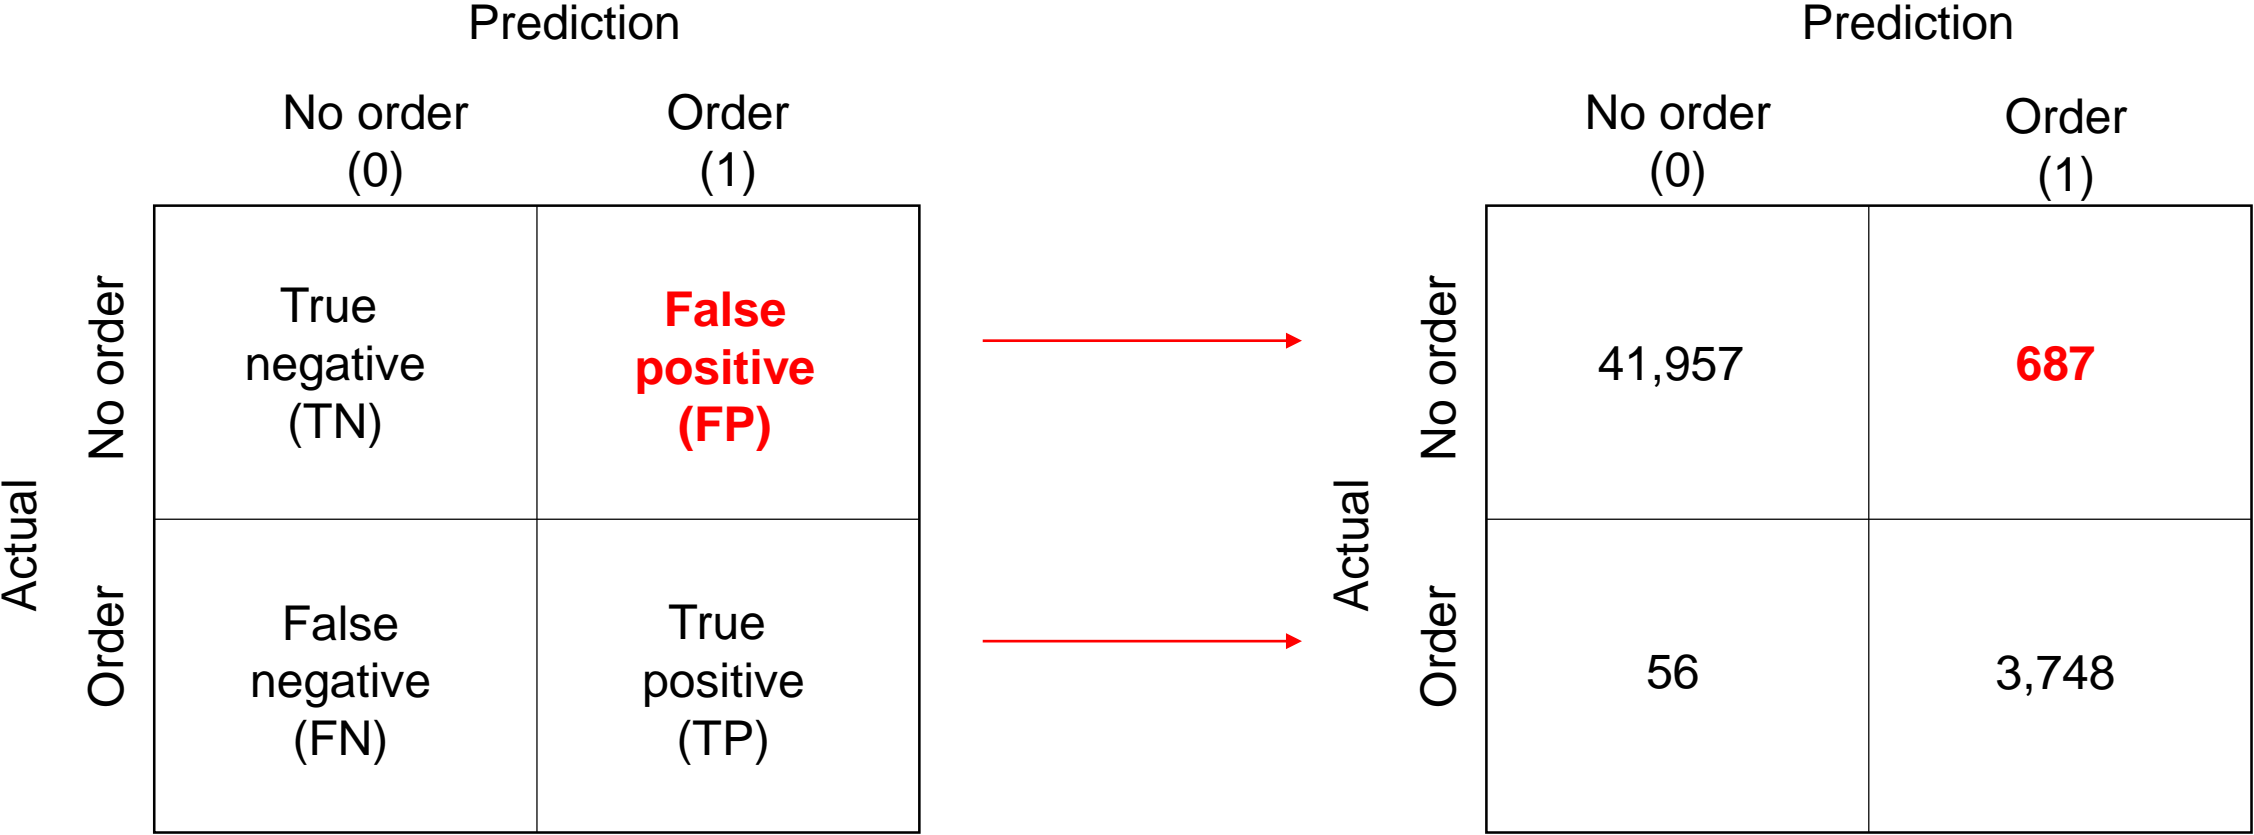 Prediction
No order
(0)
Order
(1)
Actual
No order
Order
True
negative
(TN)
False
positive
(FP)
False
negative
(FN)
True
positive
(TP)
Prediction
No order
(0)
Order
(1)
Actual
No order
Order
41,957
687
56
3,748